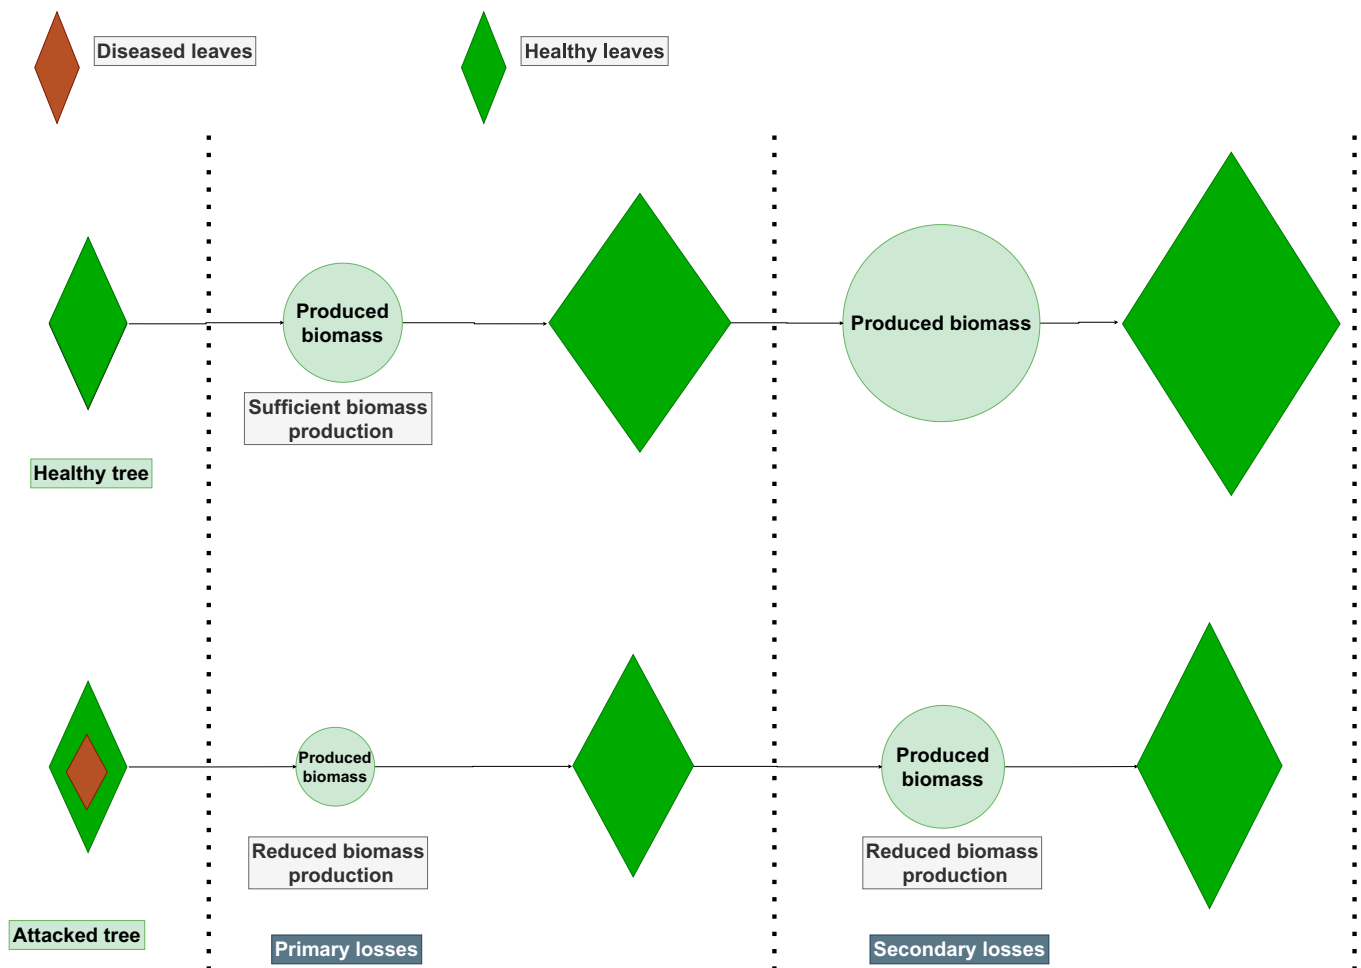 Diseased leaves
Healthy leaves
Produced
biomass
Produced biomass
Sufficient biomass
production
Healthy tree
Produced
biomass
Produced
biomass
Reduced biomass
production
Reduced biomass
production
Attacked tree
Primary losses
Secondary losses